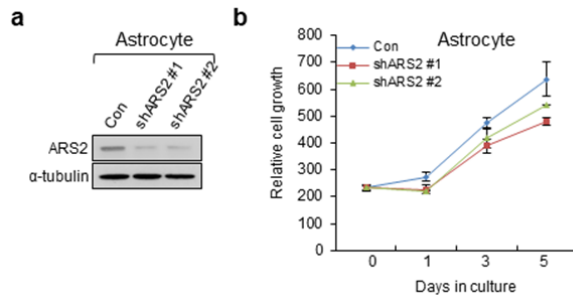 a
Astrocyte
Con
shARS2 #1
shARS2 #2
ARS2
α-tubulin
b
Astrocyte
Con
shARS2 #1
shARS2 #2
Relative cell growth
800
700
600
500
400
300
200
100
0
0 1 3 5
Days in culture